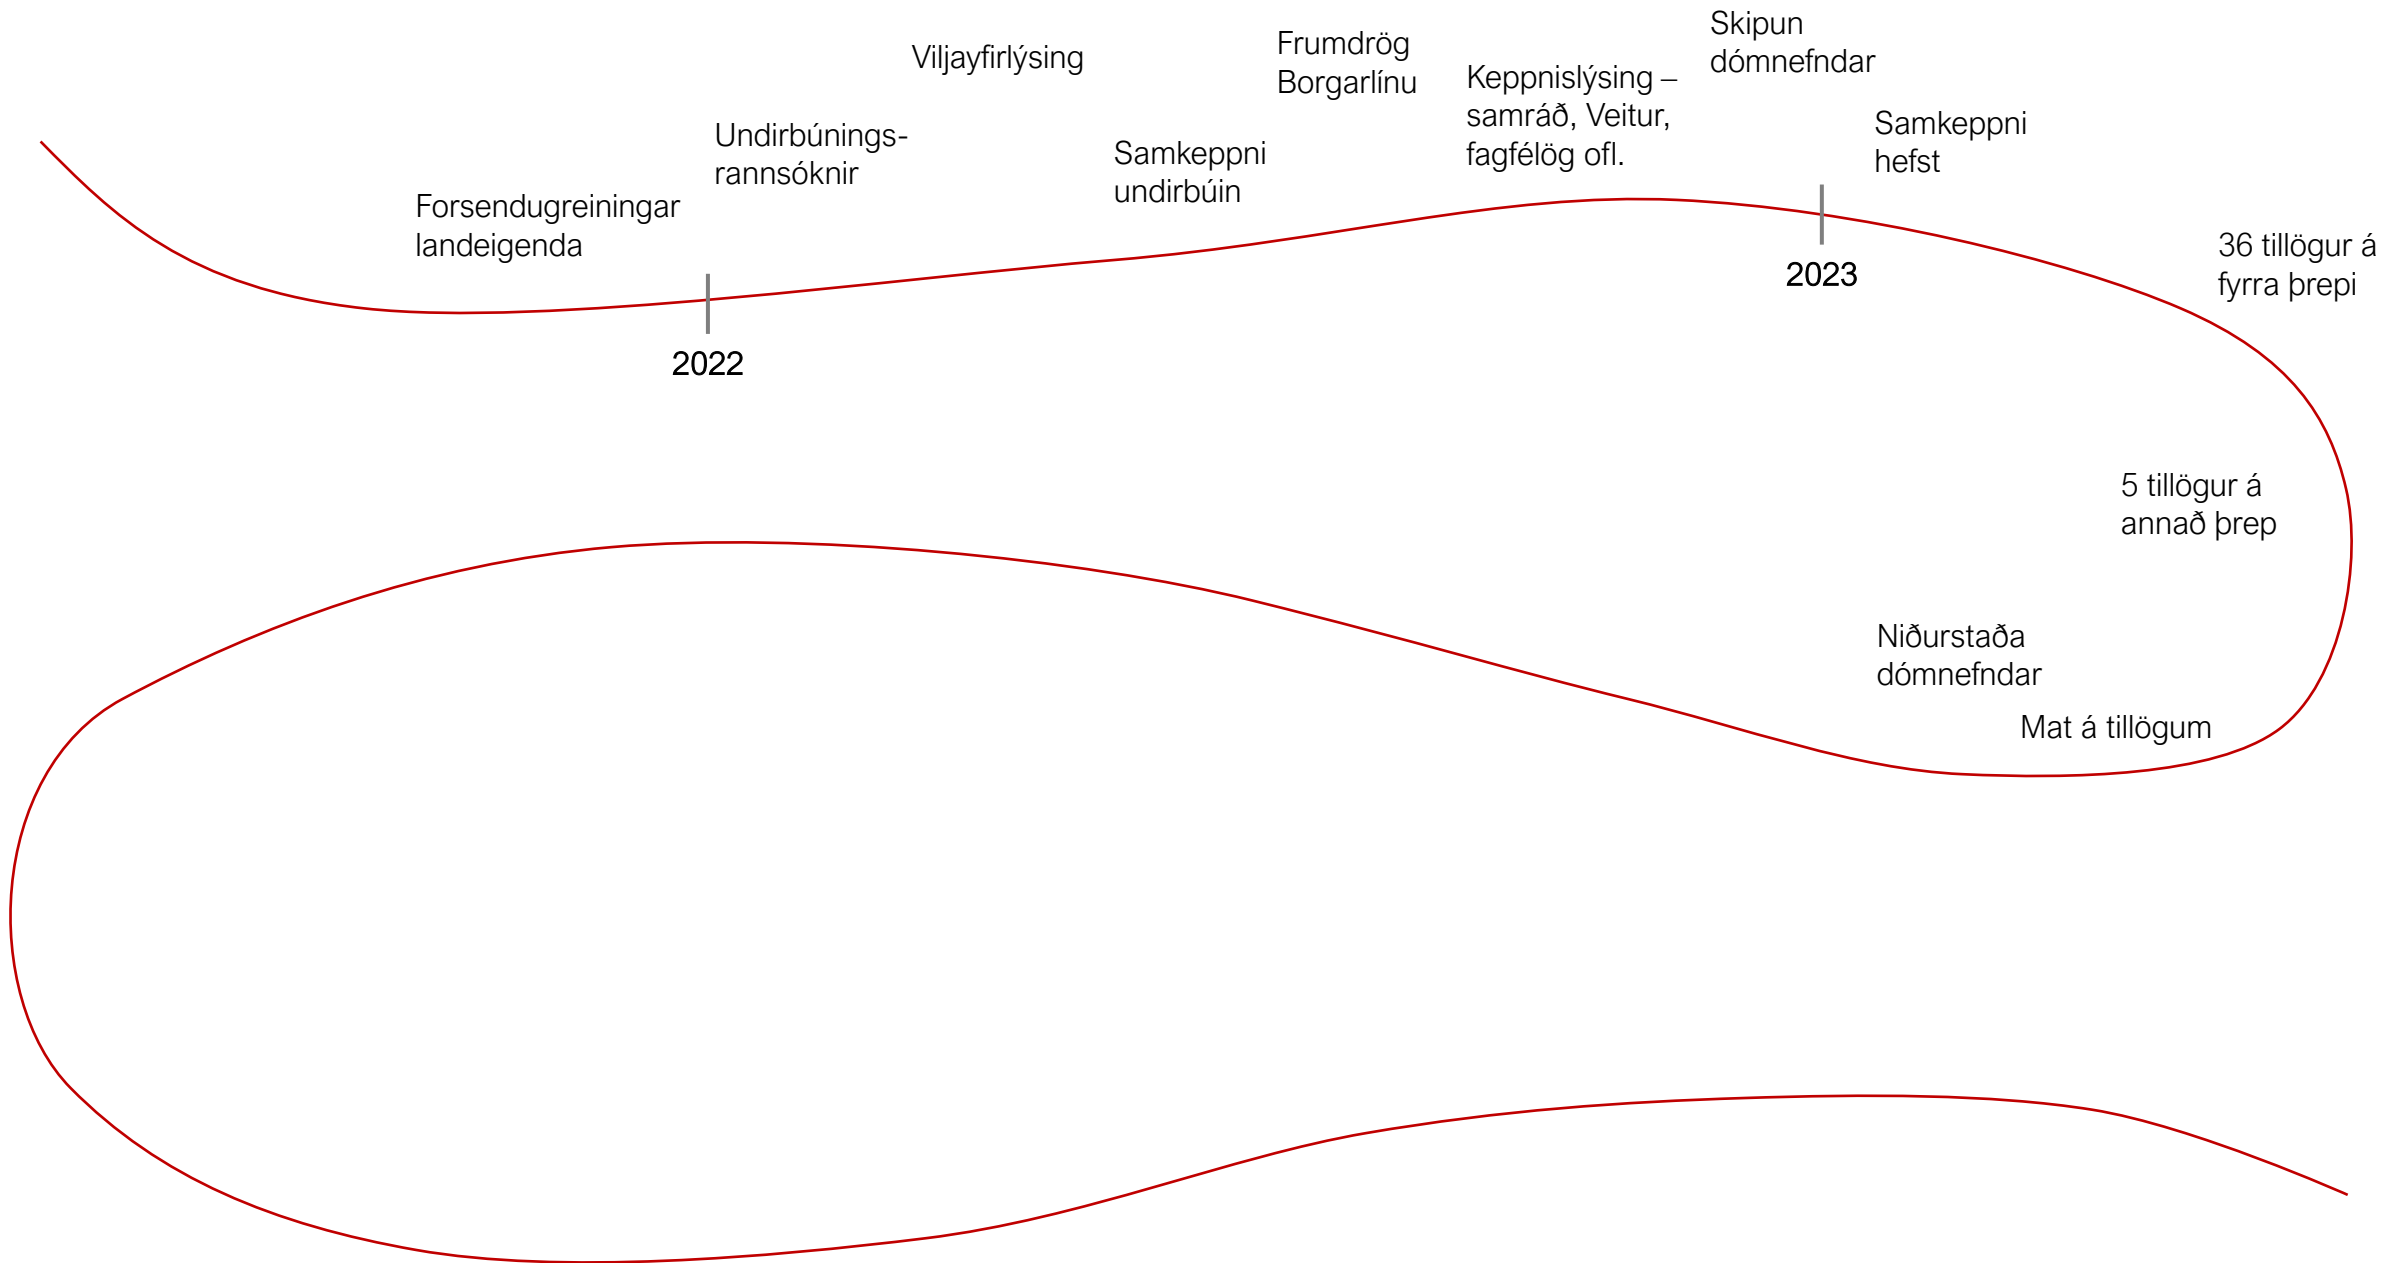 Forsendugreiningar
landeigenda
2022
Undirbúnings-
rannsóknir
Viljayfirlýsing
Samkeppni
undirbúin
Frumdrög
Borgarlínu
Keppnislýsing –
samráð, Veitur,
fagfélög ofl.
Skipun
dómnefndar
2023
Samkeppni
hefst
36 tillögur á
fyrra þrepi
5 tillögur á
annað þrep
Mat á tillögum
Niðurstaða
dómnefndar